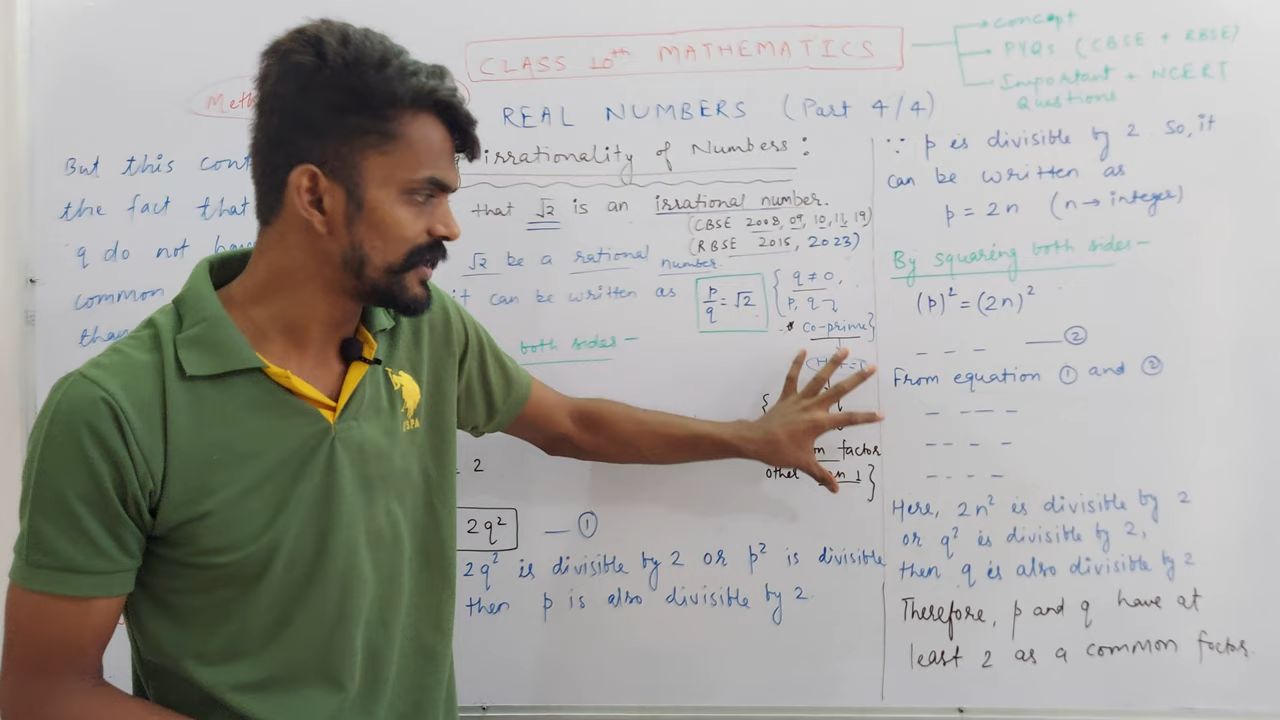 CLASS 10th MATHEMATICS
concept
PYQs (CBSE + RBSE)
Important + NCERT
Questions
REAL NUMBERS (Part 4/4)
But this
the fact that
q do not
common
irrationality of Numbers:
that √2 is an irrational number.
(CBSE 2008, 09, 10, 11, 19)
(RBSE 2015, 2023)
√2 be a rational number.
it can be written as
p/q = √2
{ q ≠ 0,
p, q →
Co-prime}
both sides –
{
factor
other than 1 }
2
2q² — ①
2q² is divisible by 2 or p² is divisible
then p is also divisible by 2.
∵ p is divisible by 2. So, it
can be written as
p = 2n (n → integer)
By squaring both sides –
(p)² = (2n)²
– – – — ②
From equation ① and ②
– – – –
– – – –
– – – –
Here, 2n² is divisible by 2
or q² is divisible by 2,
then q is also divisible by 2
Therefore, p and q have at
least 2 as a common factor.